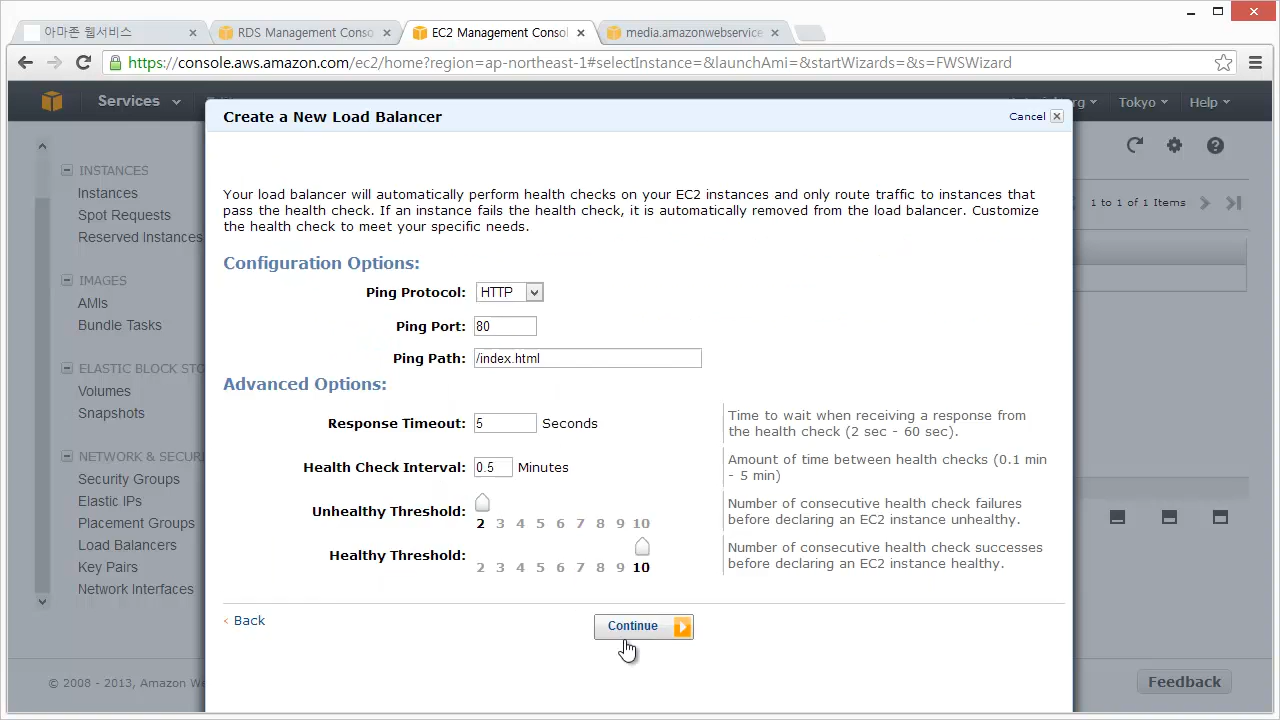 아마존 웹서비스
RDS Management Conso
EC2 Management Consol
media.amazonwebservice
https://console.aws.amazon.com/ec2/home?region=ap-northeast-1#selectInstance=&launchAmi=&startWizards=&s=FWSWizard
Services
Tokyo
Help
Create a New Load Balancer
Cancel
INSTANCES
Instances
Spot Requests
Reserved Instances
IMAGES
AMIs
Bundle Tasks
ELASTIC BLOCK STO
Volumes
Snapshots
NETWORK & SECUR
Security Groups
Elastic IPs
Placement Groups
Load Balancers
Key Pairs
Network Interfaces
1 to 1 of 1 Items
Your load balancer will automatically perform health checks on your EC2 instances and only route traffic to instances that
pass the health check. If an instance fails the health check, it is automatically removed from the load balancer. Customize
the health check to meet your specific needs.
Configuration Options:
Ping Protocol: HTTP
Ping Port: 80
Ping Path: /index.html
Advanced Options:
Response Timeout: 5 Seconds
Time to wait when receiving a response from
the health check (2 sec - 60 sec).
Health Check Interval: 0.5 Minutes
Amount of time between health checks (0.1 min
- 5 min)
Unhealthy Threshold:
2 3 4 5 6 7 8 9 10
Number of consecutive health check failures
before declaring an EC2 instance unhealthy.
Healthy Threshold:
2 3 4 5 6 7 8 9 10
Number of consecutive health check successes
before declaring an EC2 instance healthy.
Back
Continue
© 2008 - 2013, Amazon We
Feedback